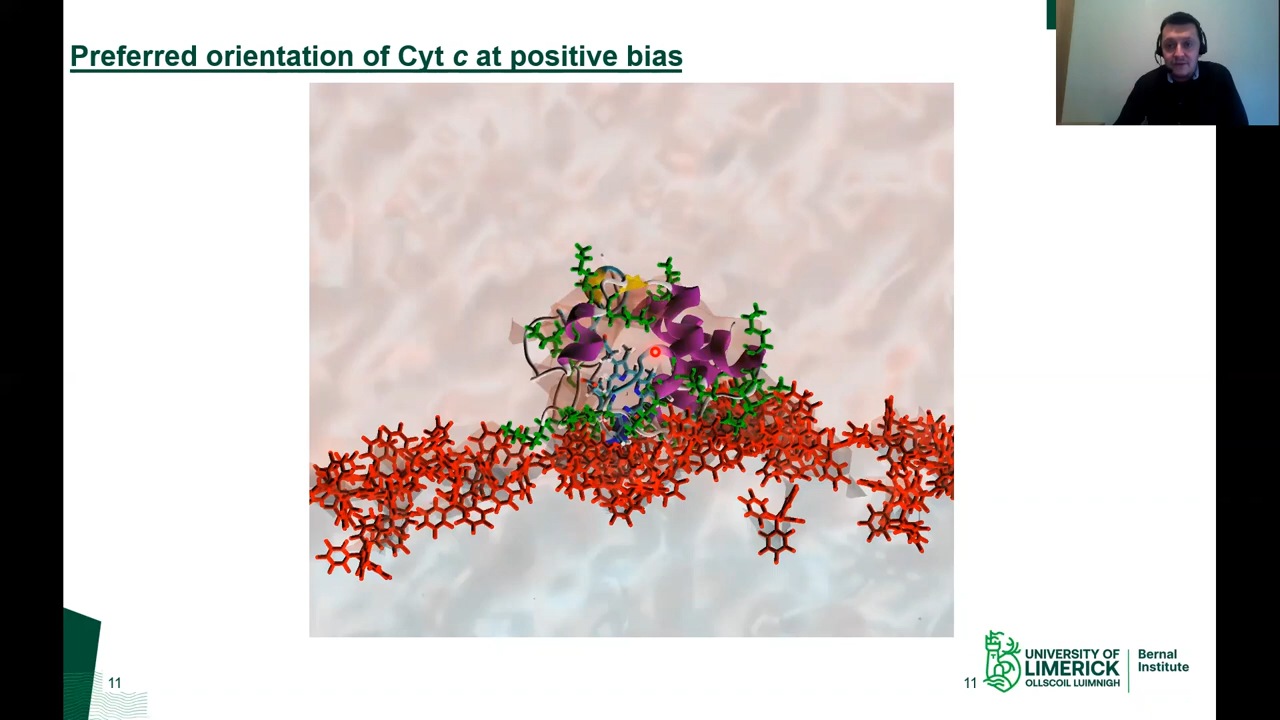 Preferred orientation of Cyt c at positive bias
11
11
UNIVERSITY OF
LIMERICK
OLLSCOIL LUIMNIGH
Bernal
Institute